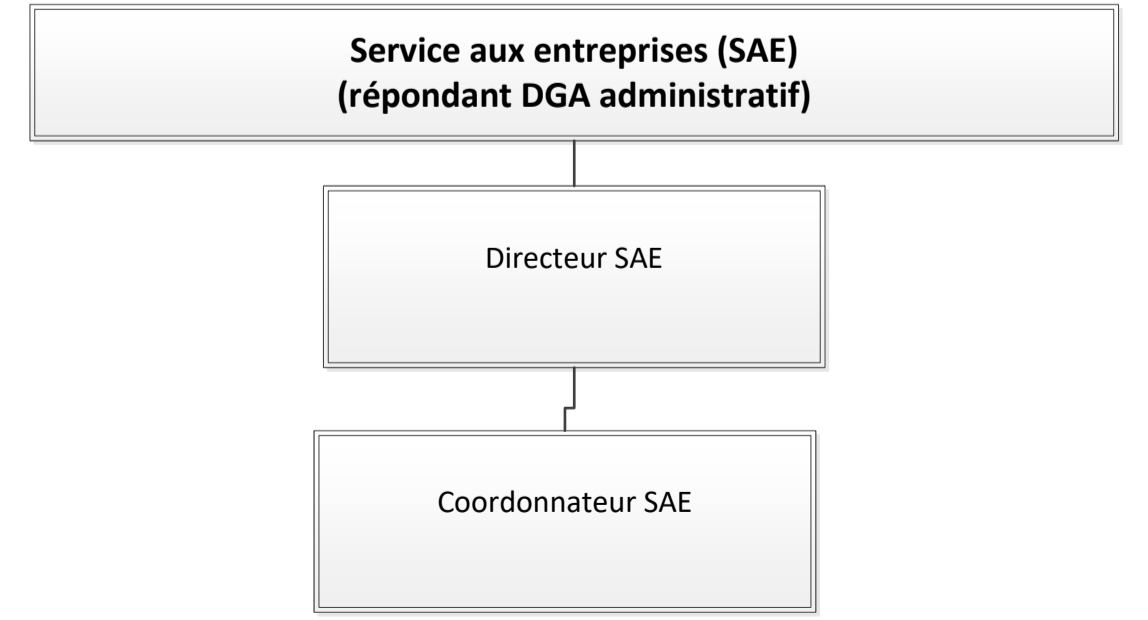 Service aux entreprises (SAE)
(répondant DGA administratif)
Directeur SAE
Coordonnateur SAE